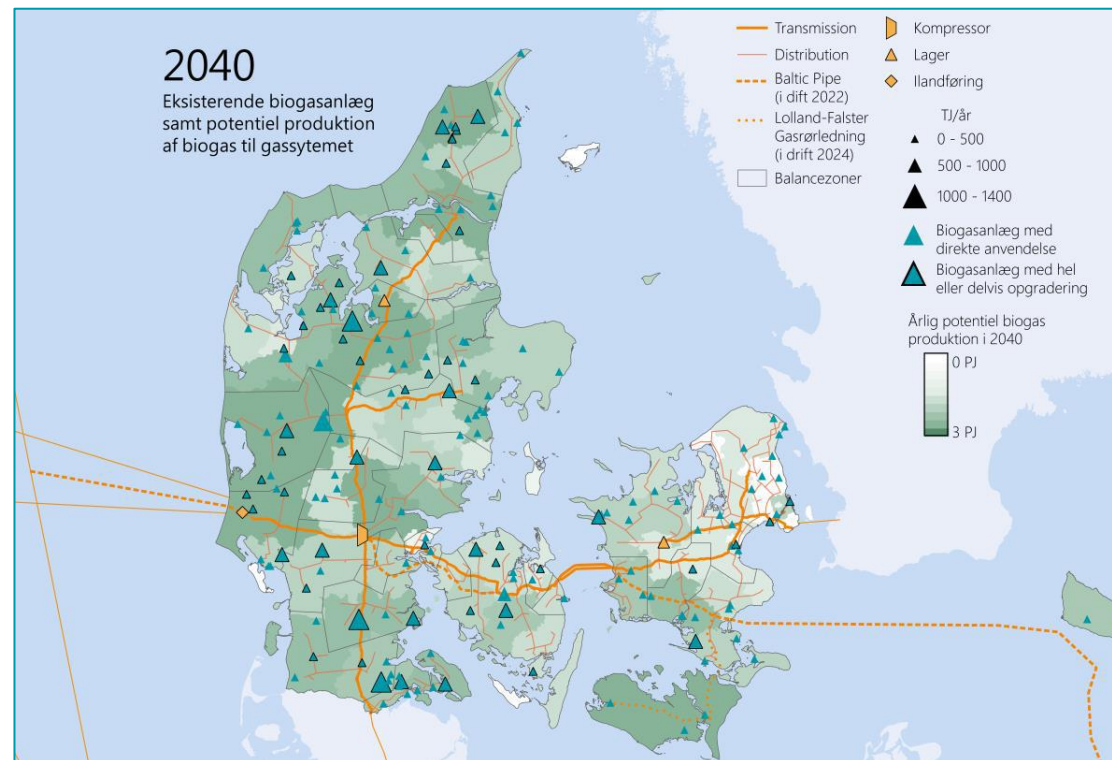 2040
Eksisterende biogasanlæg
samt potentiel produktion
af biogas til gassytemet
Transmission
Distribution
Baltic Pipe
(i dift 2022)
Lolland-Falster
Gasrørledning
(i drift 2024)
Balancezoner
Kompressor
Lager
Ilandføring
TJ/år
0 - 500
500 - 1000
1000 - 1400
Biogasanlæg med
direkte anvendelse
Biogasanlæg med hel
eller delvis opgradering
Årlig potentiel biogas
produktion i 2040
0 PJ
3 PJ